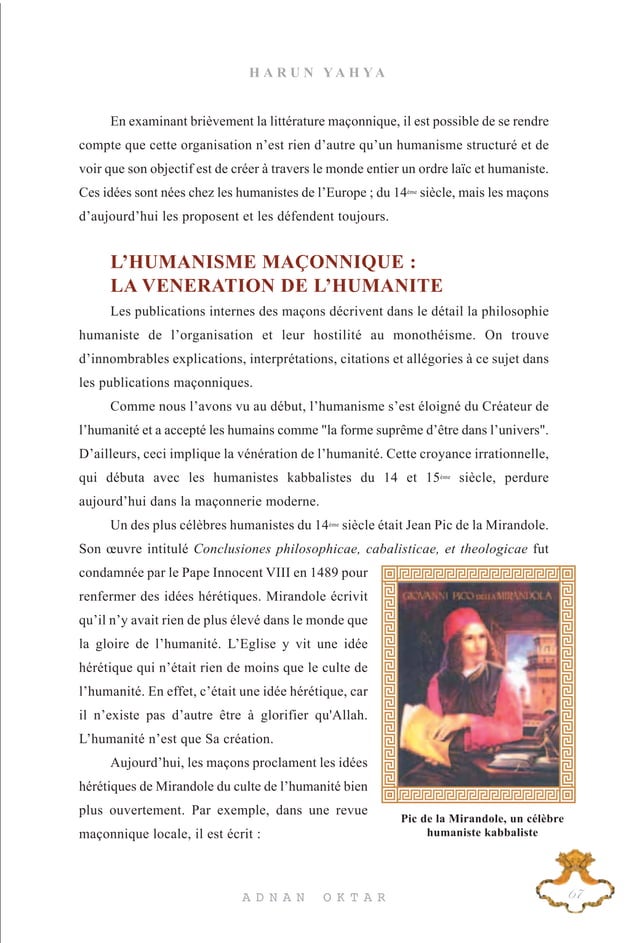 HARUN YAHYA
En examinant brièvement la littérature maçonnique, il est possible de se rendre
compte que cette organisation n’est rien d’autre qu’un humanisme structuré et de
voir que son objectif est de créer à travers le monde entier un ordre laïc et humaniste.
Ces idées sont nées chez les humanistes de l’Europe ; du 14ème siècle, mais les maçons
d’aujourd’hui les proposent et les défendent toujours.
L’HUMANISME MAÇONNIQUE :
LA VENERATION DE L’HUMANITE
Les publications internes des maçons décrivent dans le détail la philosophie
humaniste de l’organisation et leur hostilité au monothéisme. On trouve
d’innombrables explications, interprétations, citations et allégories à ce sujet dans
les publications maçonniques.
Comme nous l’avons vu au début, l’humanisme s’est éloigné du Créateur de
l’humanité et a accepté les humains comme "la forme suprême d’être dans l’univers".
D’ailleurs, ceci implique la vénération de l’humanité. Cette croyance irrationnelle,
qui débuta avec les humanistes kabbalistes du 14 et 15ème siècle, perdure
aujourd’hui dans la maçonnerie moderne.
Un des plus célèbres humanistes du 14ème siècle était Jean Pic de la Mirandole.
Son œuvre intitulé Conclusiones philosophicae, cabalisticae, et theologicae fut
condamnée par le Pape Innocent VIII en 1489 pour
renfermer des idées hérétiques. Mirandole écrivit
qu’il n’y avait rien de plus élevé dans le monde que
la gloire de l’humanité. L’Eglise y vit une idée
hérétique qui n’était rien de moins que le culte de
l’humanité. En effet, c’était une idée hérétique, car
il n’existe pas d’autre être à glorifier qu'Allah.
L’humanité n’est que Sa création.
Aujourd’hui, les maçons proclament les idées
hérétiques de Mirandole du culte de l’humanité bien
plus ouvertement. Par exemple, dans une revue
maçonnique locale, il est écrit :
GIOVANNI PICO DELLA MIRANDOLA
Pic de la Mirandole, un célèbre
humaniste kabbaliste
ADNAN OKTAR
67